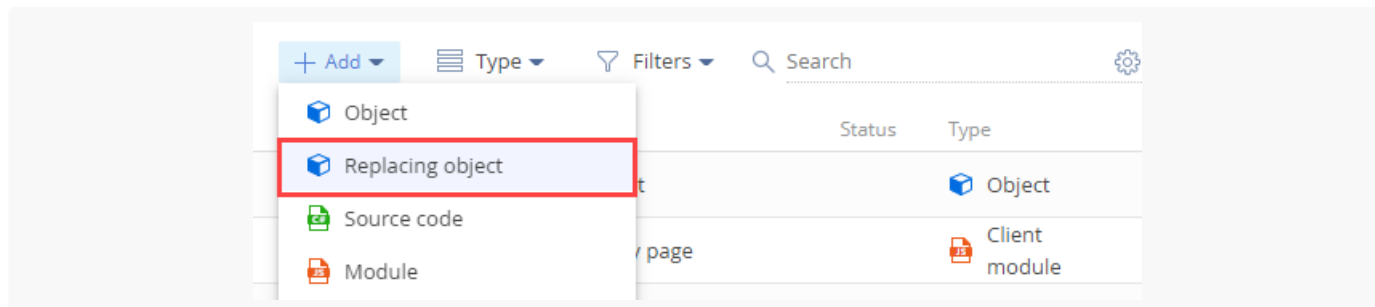 + Add Type Filters Search
Object
Status Type
Replacing object
t Object
Source code
y page Client
module
Module